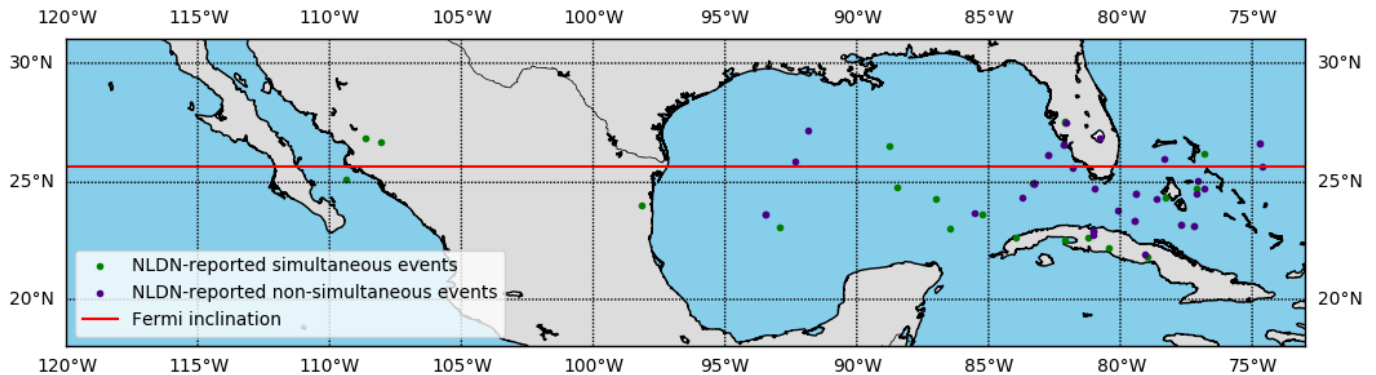 120°W 115°W 110°W 105°W 100°W 95°W 90°W 85°W 80°W 75°W
30°N 30°N
25°N 25°N
20°N 20°N
NLDN-reported simultaneous events
NLDN-reported non-simultaneous events
Fermi inclination
120°W 115°W 110°W 105°W 100°W 95°W 90°W 85°W 80°W 75°W